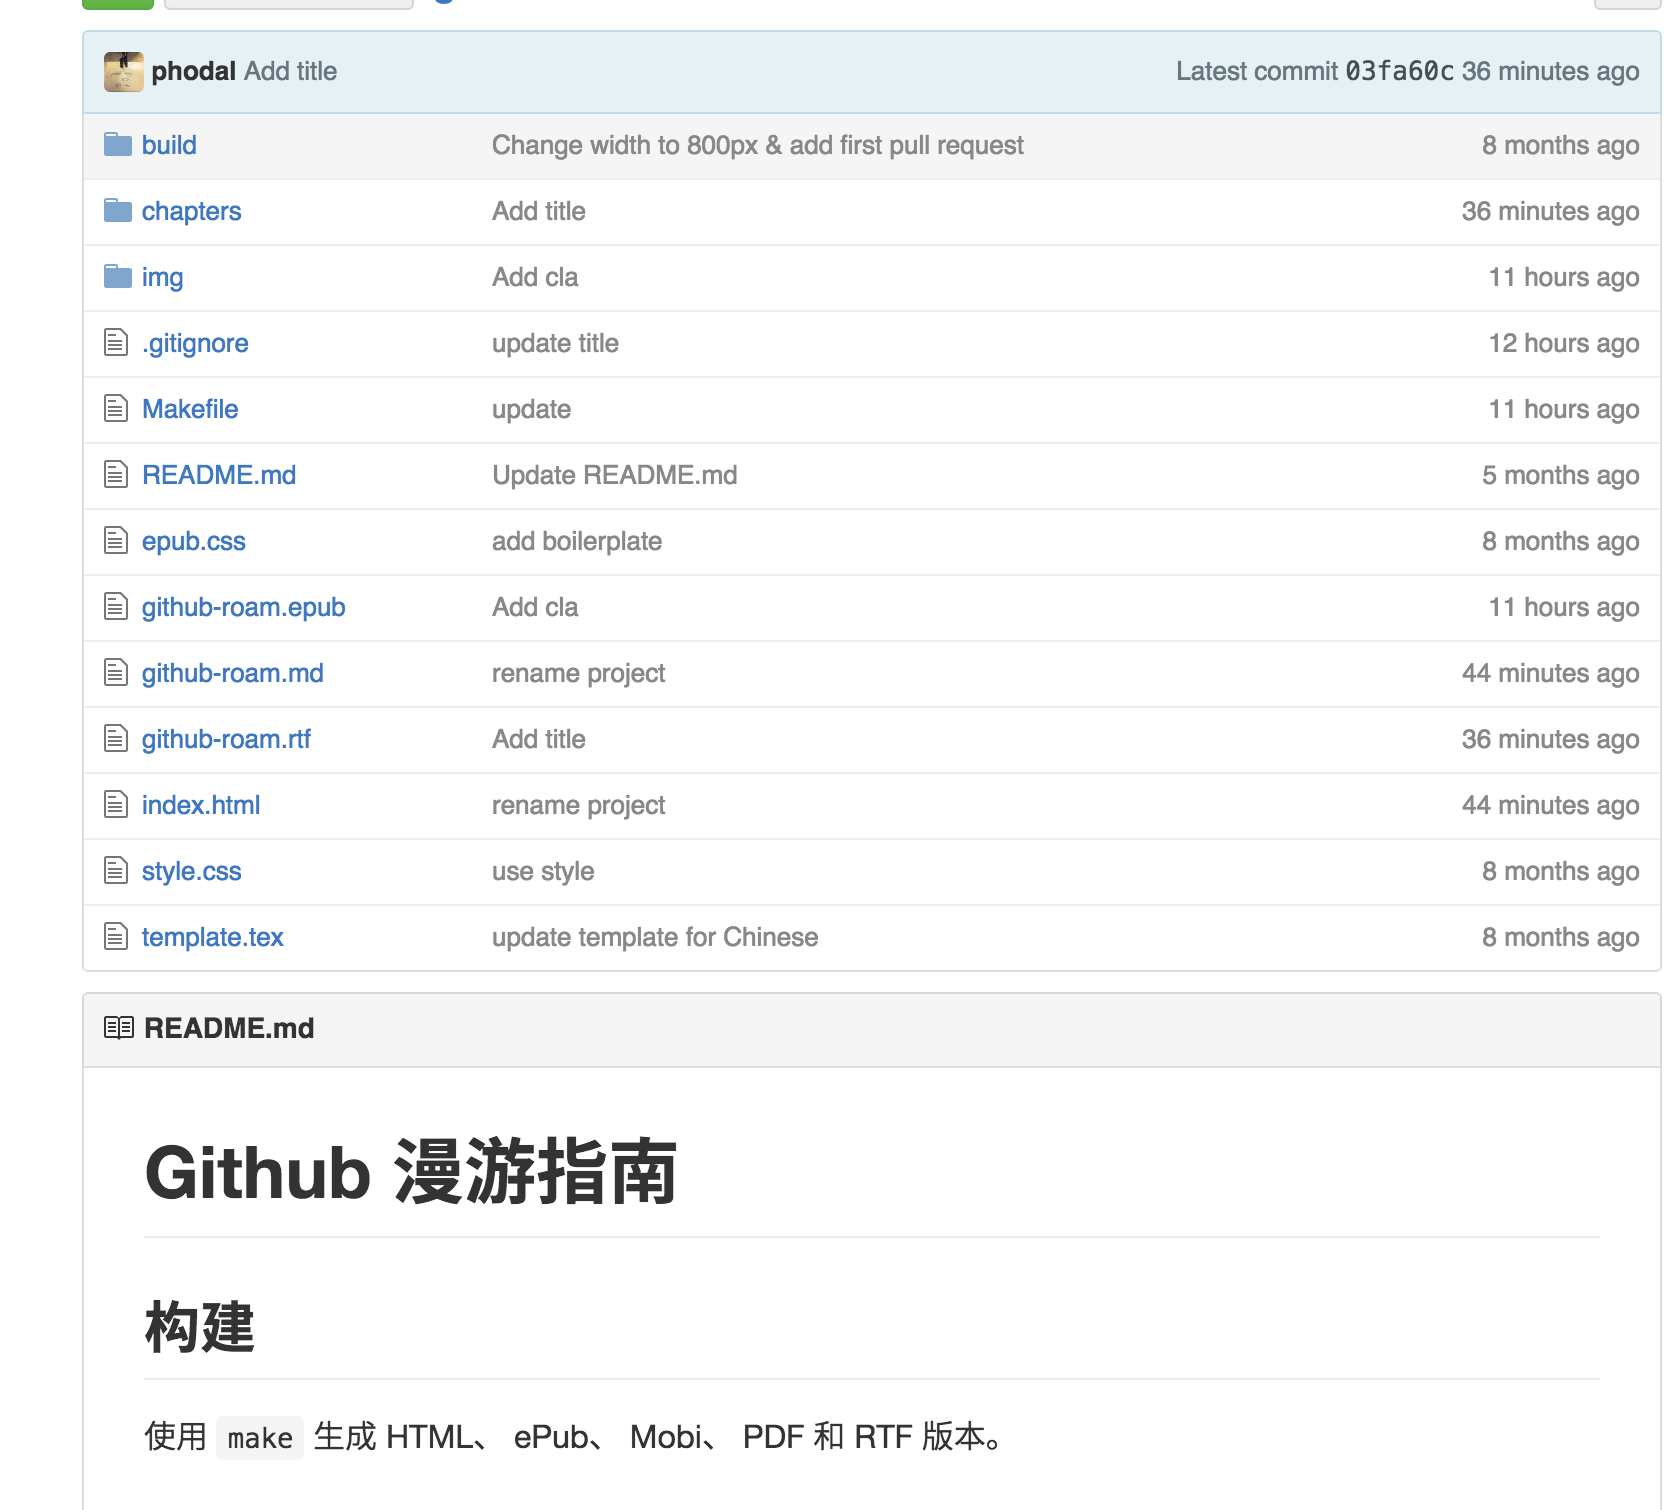 phodal Add title Latest commit 03fa60c 36 minutes ago
build Change width to 800px & add first pull request 8 months ago
chapters Add title 36 minutes ago
img Add cla 11 hours ago
.gitignore update title 12 hours ago
Makefile update 11 hours ago
README.md Update README.md 5 months ago
epub.css add boilerplate 8 months ago
github-roam.epub Add cla 11 hours ago
github-roam.md rename project 44 minutes ago
github-roam.rtf Add title 36 minutes ago
index.html rename project 44 minutes ago
style.css use style 8 months ago
template.tex update template for Chinese 8 months ago
README.md
Github 漫游指南
构建
使用 make 生成 HTML、 ePub、 Mobi、 PDF 和 RTF 版本。